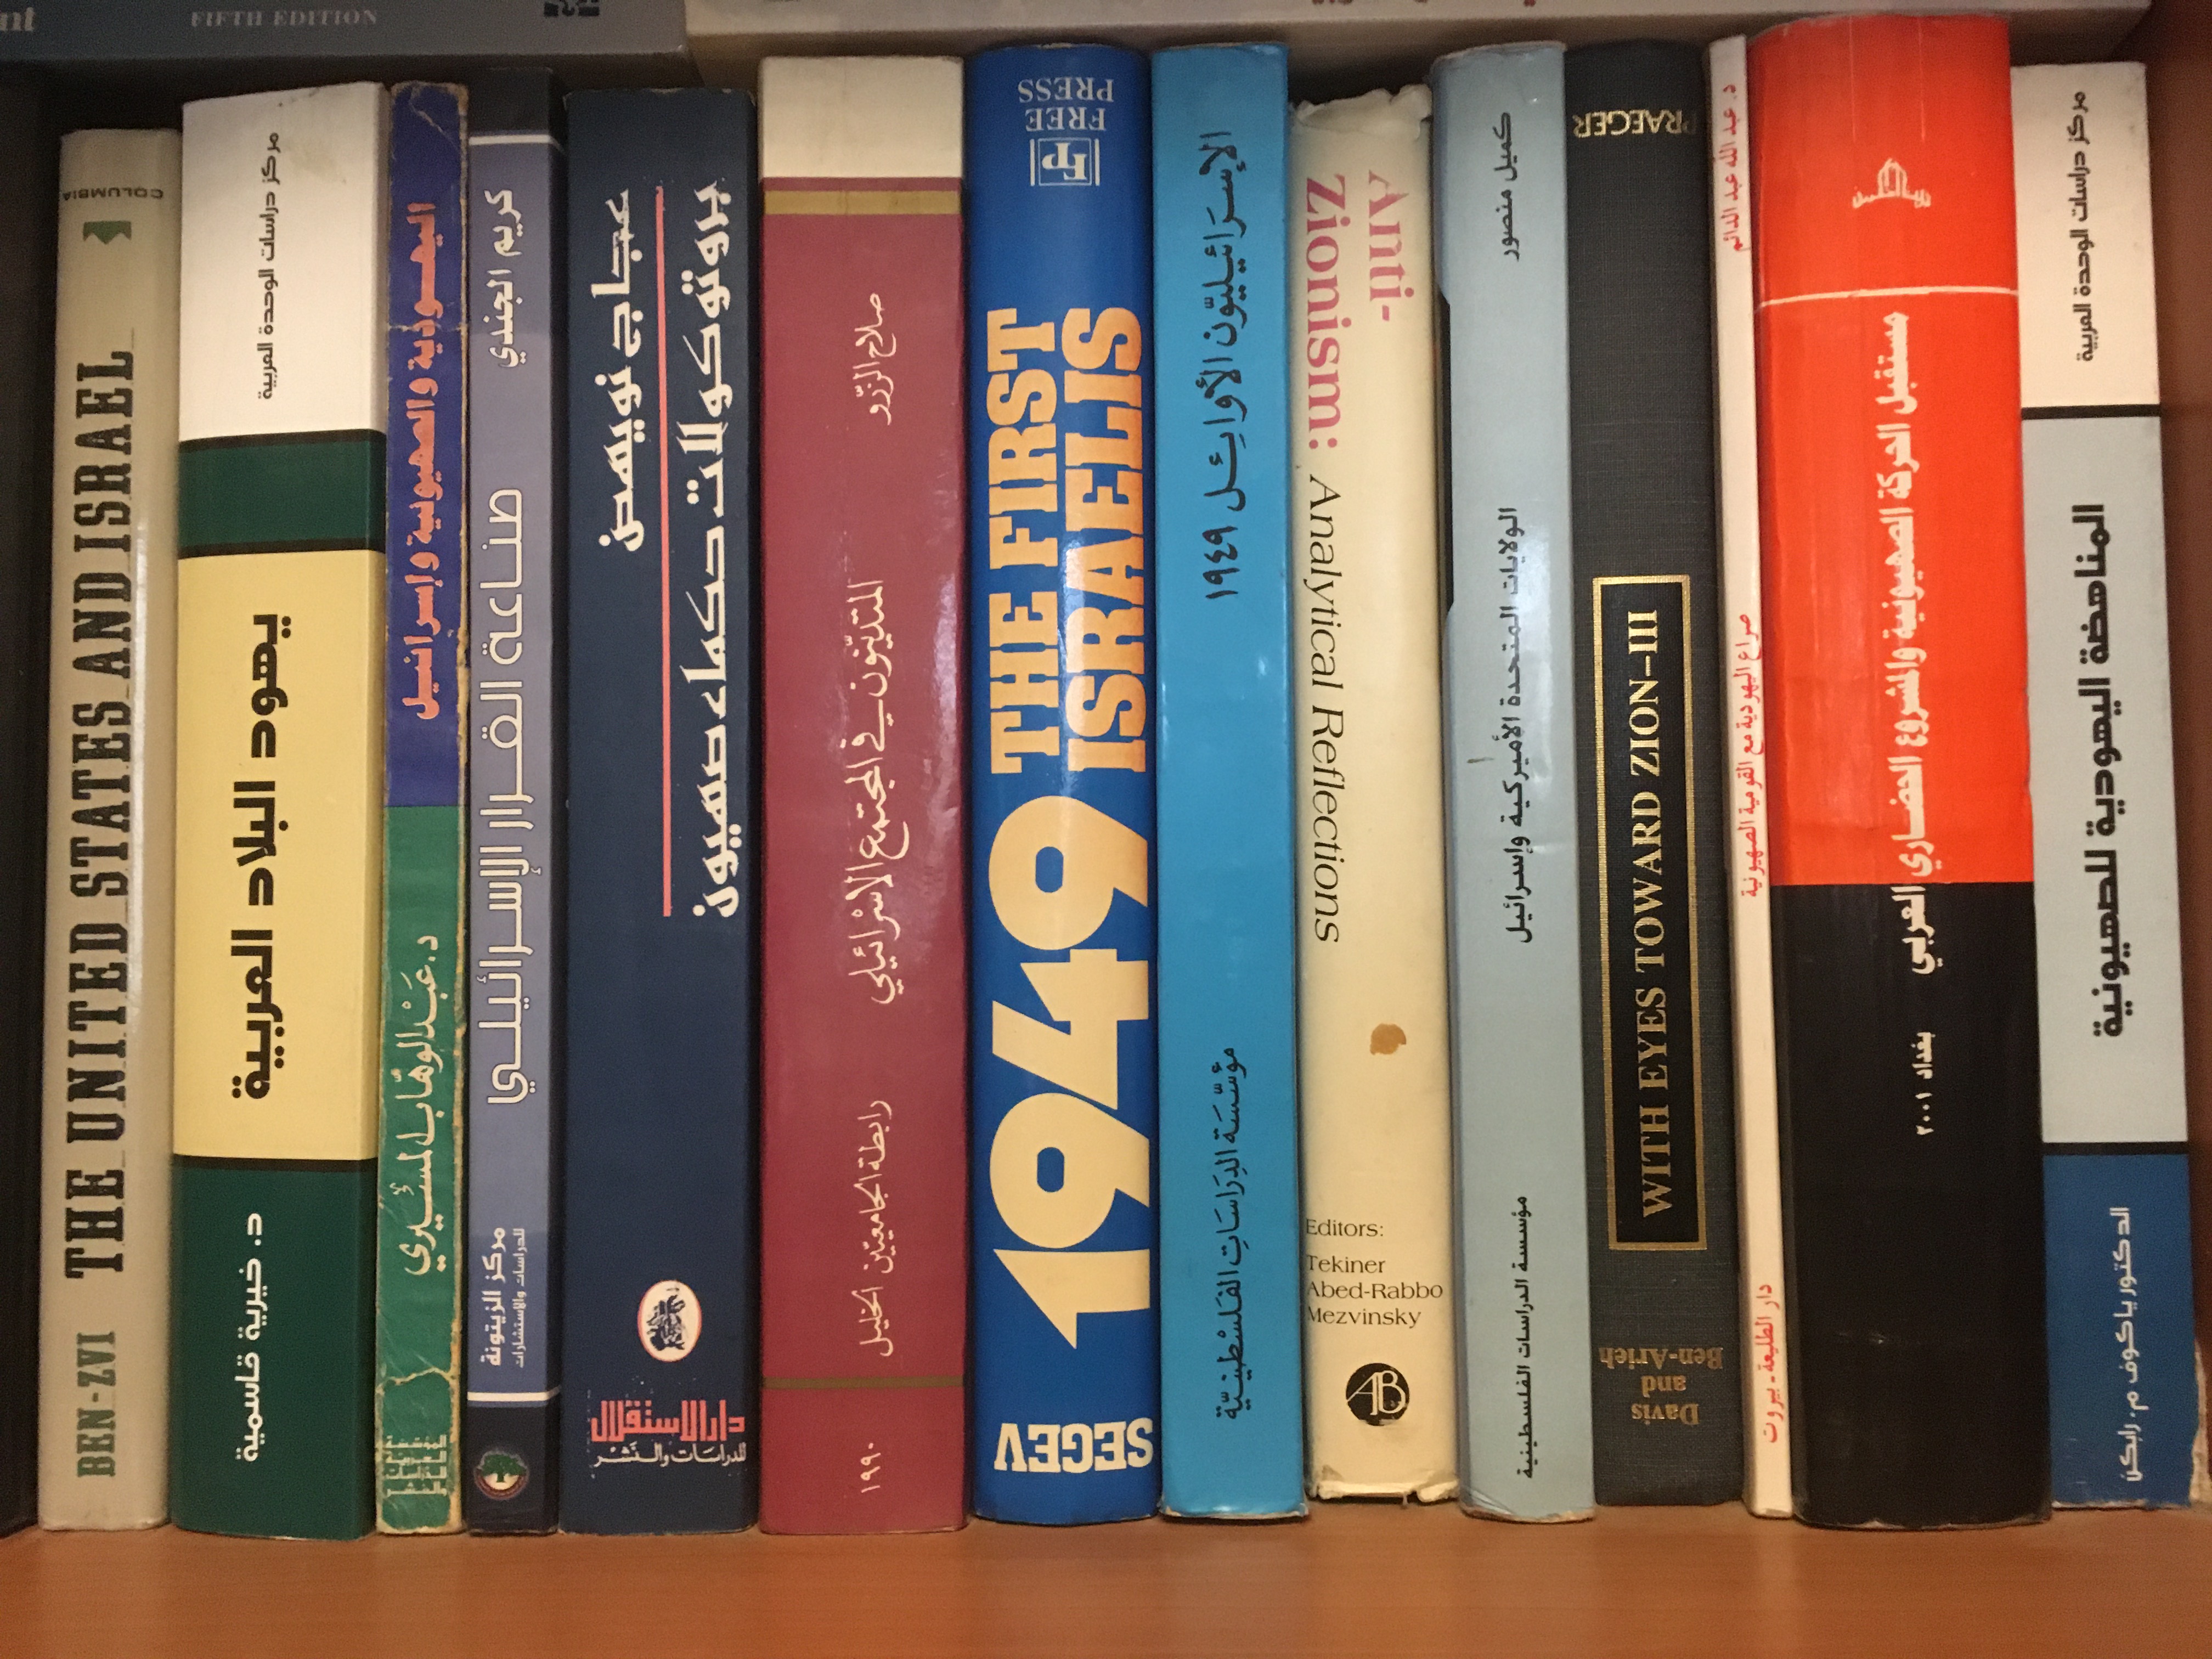 FIFTH EDITION
COLUMBIA
THE UNITED STATES AND ISRAEL
BEN-ZVI
مركز دراسات الوحدة العربية
يهود البلاد العربية
د. خيرية قاسمية
اليهودية والصهيونية وإسرائيل
د. عبد الوهاب المسيري
كريم الجندي
صناعة القرار الإسرائيلي
مركز الزيتونة
للدراسات والاستشارات
بروتوكولات حكماء صهيون
عجاج نويهض
دار الاستقلال
للدراسات والنشر
صلاح الزرو
المتدينون في المجتمع الاسرائيلي
رابطة الجامعيين الخليل
١٩٩٠
FREE
PRESS
FP
1949
THE FIRST
ISRAELIS
SEGEV
الإسرائيليون الأوائل ١٩٤٩
مؤسسة الدراسات الفلسطينية
Anti-
Zionism:
Analytical Reflections
Editors:
Tekiner
Abed-Rabbo
Mezvinsky
AB
كميل منصور
الولايات المتحدة الأميركية وإسرائيل
مؤسسة الدراسات الفلسطينية
PRAEGER
WITH EYES TOWARD ZION–III
Davis
and
Ben-Arieh
د. عبد الله عبد الدائم
صراع اليهودية مع القومية الصهيونية
دار الطليعة - بيروت
مستقبل الحركة الصهيونية والمشروع الحضاري العربي
بغداد ٢٠٠١
مركز دراسات الوحدة العربية
المناهضة اليهودية للصهيونية
الدكتور ياكوف م. رابكن